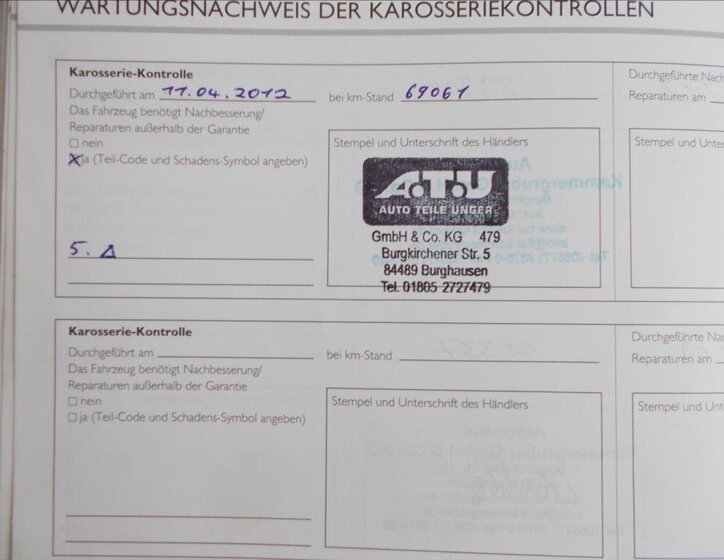 WARTUNGSNACHWEIS DER KAROSSERIEKONTROLLEN
Karosserie-Kontrolle
Durchgeführt am 11.04.2012 bei km-Stand 69061
Das Fahrzeug benötigt Nachbesserung/
Reparaturen außerhalb der Garantie
nein
ja (Teil-Code und Schadens-Symbol angeben)
5. Δ
Stempel und Unterschrift des Händlers
A.T.U
AUTO TEILE UNGER
GmbH & Co. KG 479
Burgkirchener Str. 5
84489 Burghausen
Tel. 01805 2727479
Durchgeführte
Reparaturen am
Stempel und
Karosserie-Kontrolle
Durchgeführt am bei km-Stand
Das Fahrzeug benötigt Nachbesserung/
Reparaturen außerhalb der Garantie
nein
ja (Teil-Code und Schadens-Symbol angeben)
Stempel und Unterschrift des Händlers
Durchgeführte
Reparaturen am
Stempel und